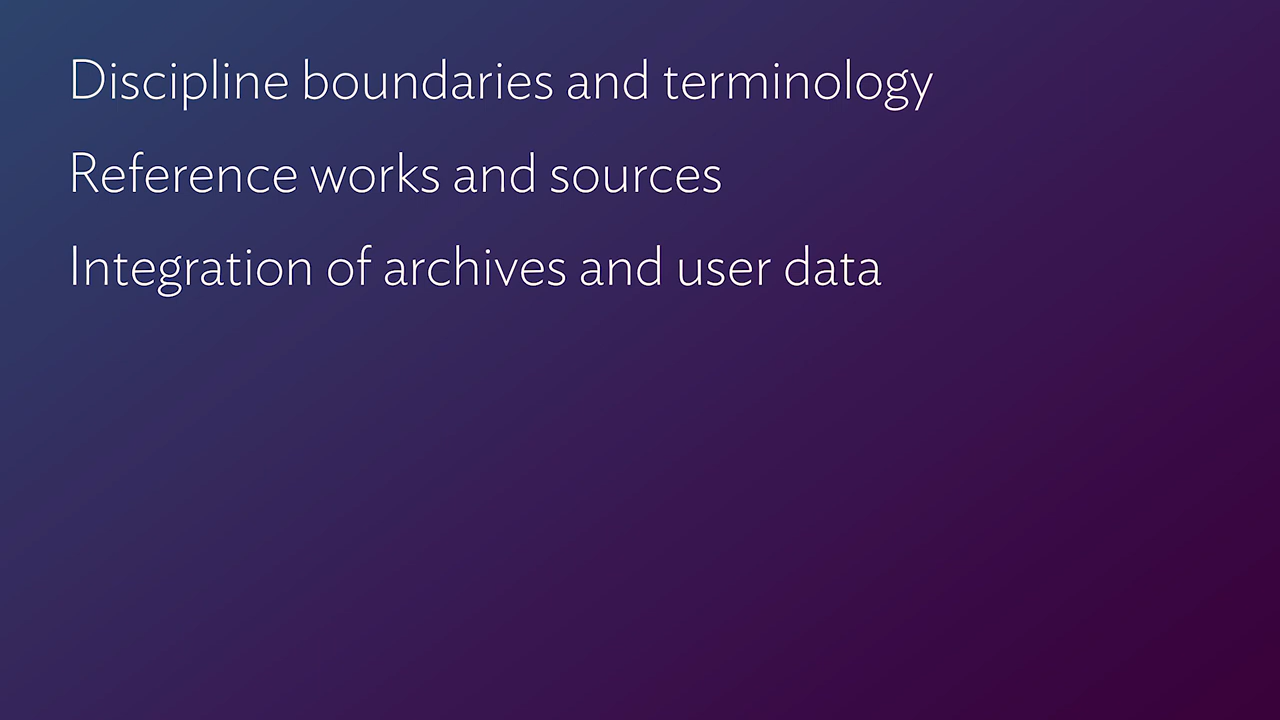 Discipline boundaries and terminology
Reference works and sources
Integration of archives and user data